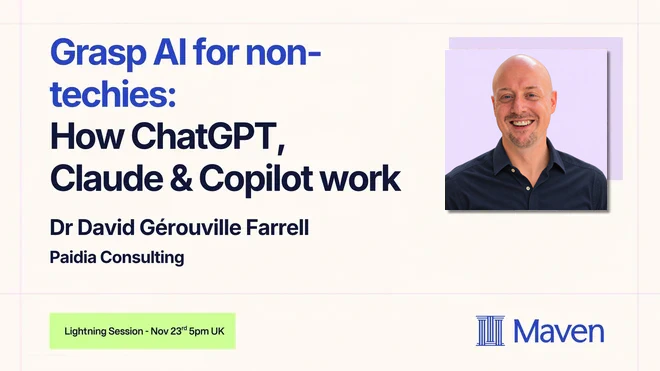 Grasp AI for non-
techies:
How ChatGPT,
Claude & Copilot work
Dr David Gérouville Farrell
Paidia Consulting
Lightning Session - Nov 23rd 5pm UK
Maven